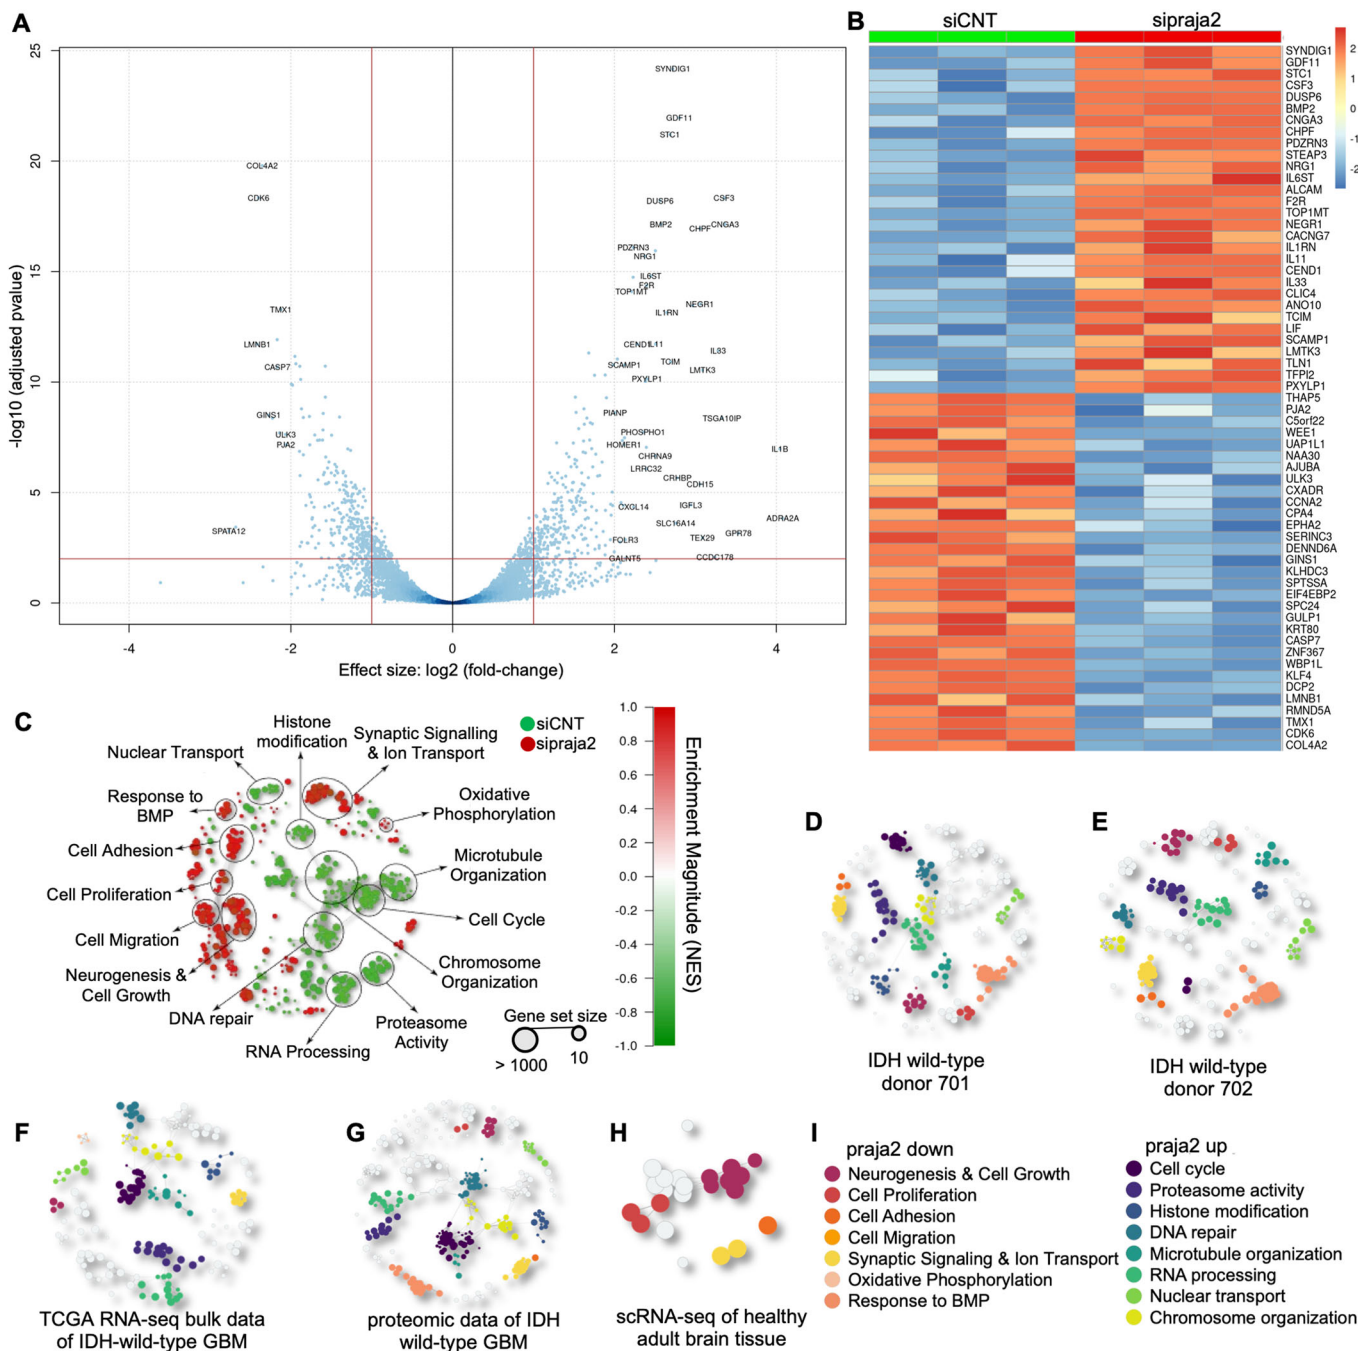 A
25
20
15
10
5
0
-log10 (adjusted pvalue)
-4
-2
0
2
4
Effect size: log2 (fold-change)
SYNDIG1
GDF11
STC1
COL4A2
CDK6
DUSP6
CSF3
BMP2
CHPF
CNGA3
PDZRN3
NRG1
IL6ST
F2R
TOP1MT
NEGR1
IL1RN
TMX1
LMNB1
CEND1
IL11
IL33
CASP7
SCAMP1
TCIM
LMTK3
PXYLP1
GINS1
PIANP
TSGA10IP
ULK3
PHOSPHO1
PJA2
HOMER1
IL1B
CHRNA9
LRRC32
CRHBP
CDH15
CXGL14
IGFL3
SPATA12
SLC16A14
ADRA2A
FOLR3
TEX29
GPR78
GALNT5
CCDC178
B
siCNT
sipraja2
2
1
0
-1
-2
SYNDIG1
GDF11
STC1
CSF3
DUSP6
BMP2
CNGA3
CHPF
PDZRN3
STEAP3
NRG1
IL6ST
ALCAM
F2R
TOP1MT
NEGR1
CACNG7
IL1RN
IL11
CEND1
IL33
CLIC4
ANO10
TCIM
LIF
SCAMP1
LMTK3
TLN1
TFPI2
PXYLP1
THAP5
PJA2
C5orf22
WEE1
UAP1L1
NAA30
AJUBA
ULK3
CXADR
CCNA2
CPA4
EPHA2
SERINC3
DENND6A
GINS1
KLHDC3
SPTSSA
EIF4EBP2
SPC24
GULP1
KRT80
CASP7
ZNF367
WBP1L
KLF4
DCP2
LMNB1
RMND5A
TMX1
CDK6
COL4A2
C
siCNT
sipraja2
Histone
modification
Synaptic Signalling
& Ion Transport
Nuclear Transport
Response to
BMP
Oxidative
Phosphorylation
Cell Adhesion
Microtubule
Organization
Cell Proliferation
Cell Cycle
Cell Migration
Neurogenesis &
Cell Growth
Chromosome
Organization
DNA repair
Proteasome
Activity
RNA Processing
Gene set size
> 1000
10
1.0
0.8
0.6
0.4
0.2
0.0
-0.2
-0.4
-0.6
-0.8
-1.0
Enrichment Magnitude (NES)
D
IDH wild-type
donor 701
E
IDH wild-type
donor 702
F
TCGA RNA-seq bulk data
of IDH-wild-type GBM
G
proteomic data of IDH
wild-type GBM
H
scRNA-seq of healthy
adult brain tissue
I
praja2 down
Neurogenesis & Cell Growth
Cell Proliferation
Cell Adhesion
Cell Migration
Synaptic Signaling & Ion Transport
Oxidative Phosphorylation
Response to BMP
praja2 up
Cell cycle
Proteasome activity
Histone modification
DNA repair
Microtubule organization
RNA processing
Nuclear transport
Chromosome organization